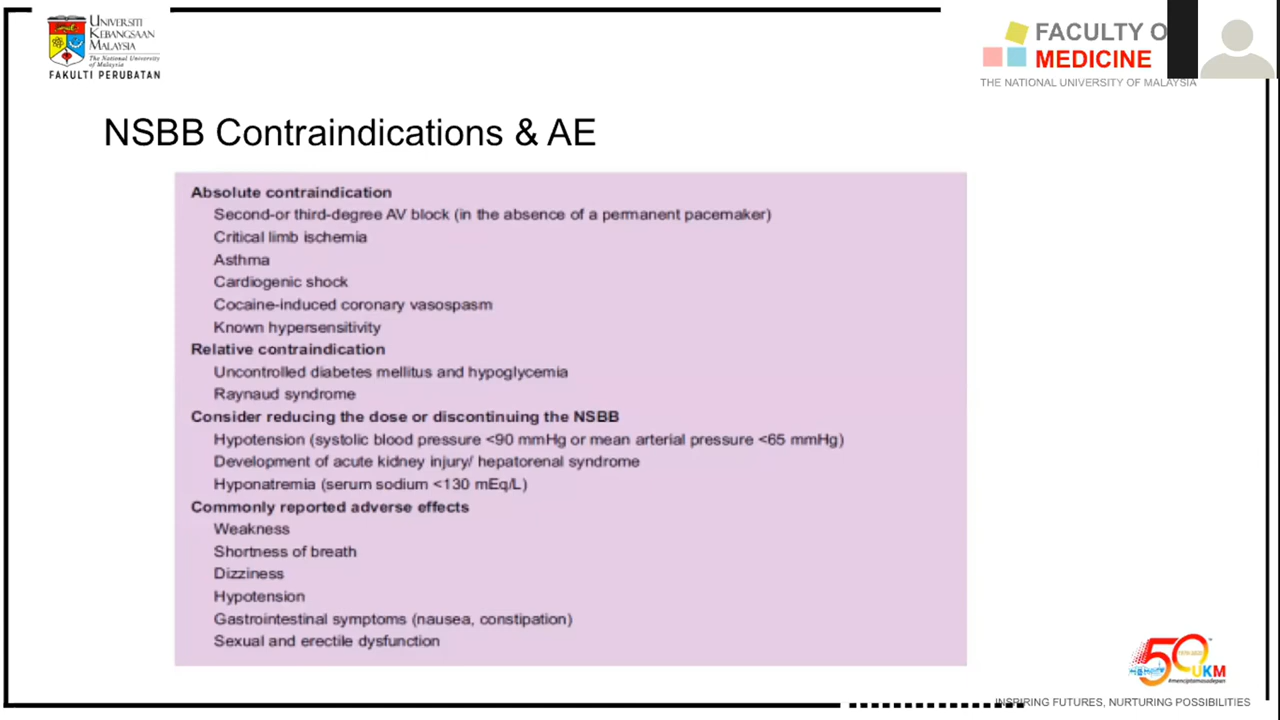 UNIVERSITI
KEBANGSAAN
MALAYSIA
The National University
of Malaysia
FAKULTI PERUBATAN
FACULTY O
MEDICINE
THE NATIONAL UNIVERSITY OF MALAYSIA
NSBB Contraindications & AE
Absolute contraindication
Second-or third-degree AV block (in the absence of a permanent pacemaker)
Critical limb ischemia
Asthma
Cardiogenic shock
Cocaine-induced coronary vasospasm
Known hypersensitivity
Relative contraindication
Uncontrolled diabetes mellitus and hypoglycemia
Raynaud syndrome
Consider reducing the dose or discontinuing the NSBB
Hypotension (systolic blood pressure <90 mmHg or mean arterial pressure <65 mmHg)
Development of acute kidney injury/ hepatorenal syndrome
Hyponatremia (serum sodium <130 mEq/L)
Commonly reported adverse effects
Weakness
Shortness of breath
Dizziness
Hypotension
Gastrointestinal symptoms (nausea, constipation)
Sexual and erectile dysfunction
50
UKM
#menciptamasadepan
INSPIRING FUTURES, NURTURING POSSIBILITIES